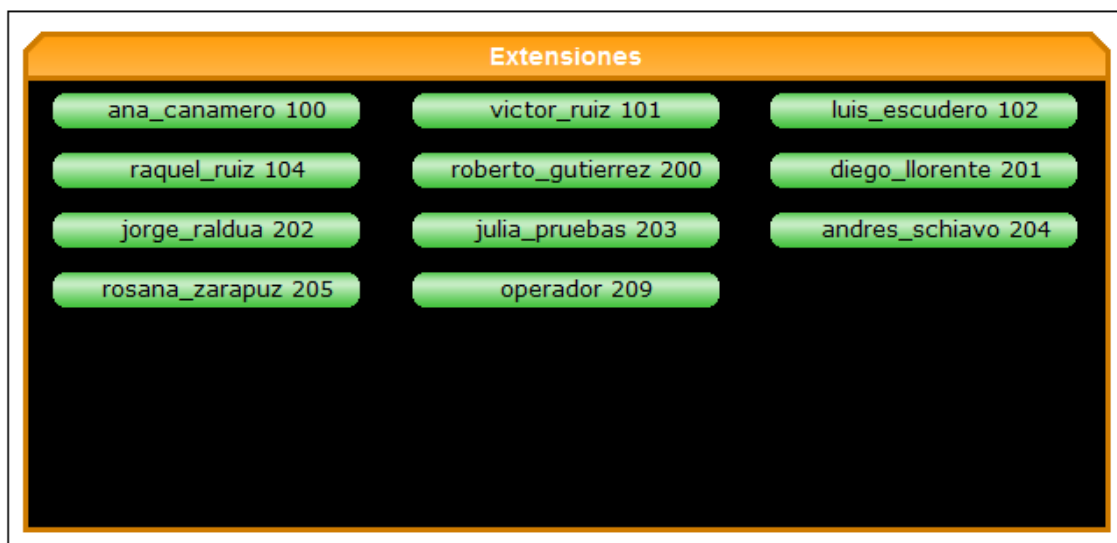 Extensiones
ana_canamero 100
victor_ruiz 101
luis_escudero 102
raquel_ruiz 104
roberto_gutierrez 200
diego_llorente 201
jorge_raldua 202
julia_pruebas 203
andres_schiavo 204
rosana_zarapuz 205
operador 209